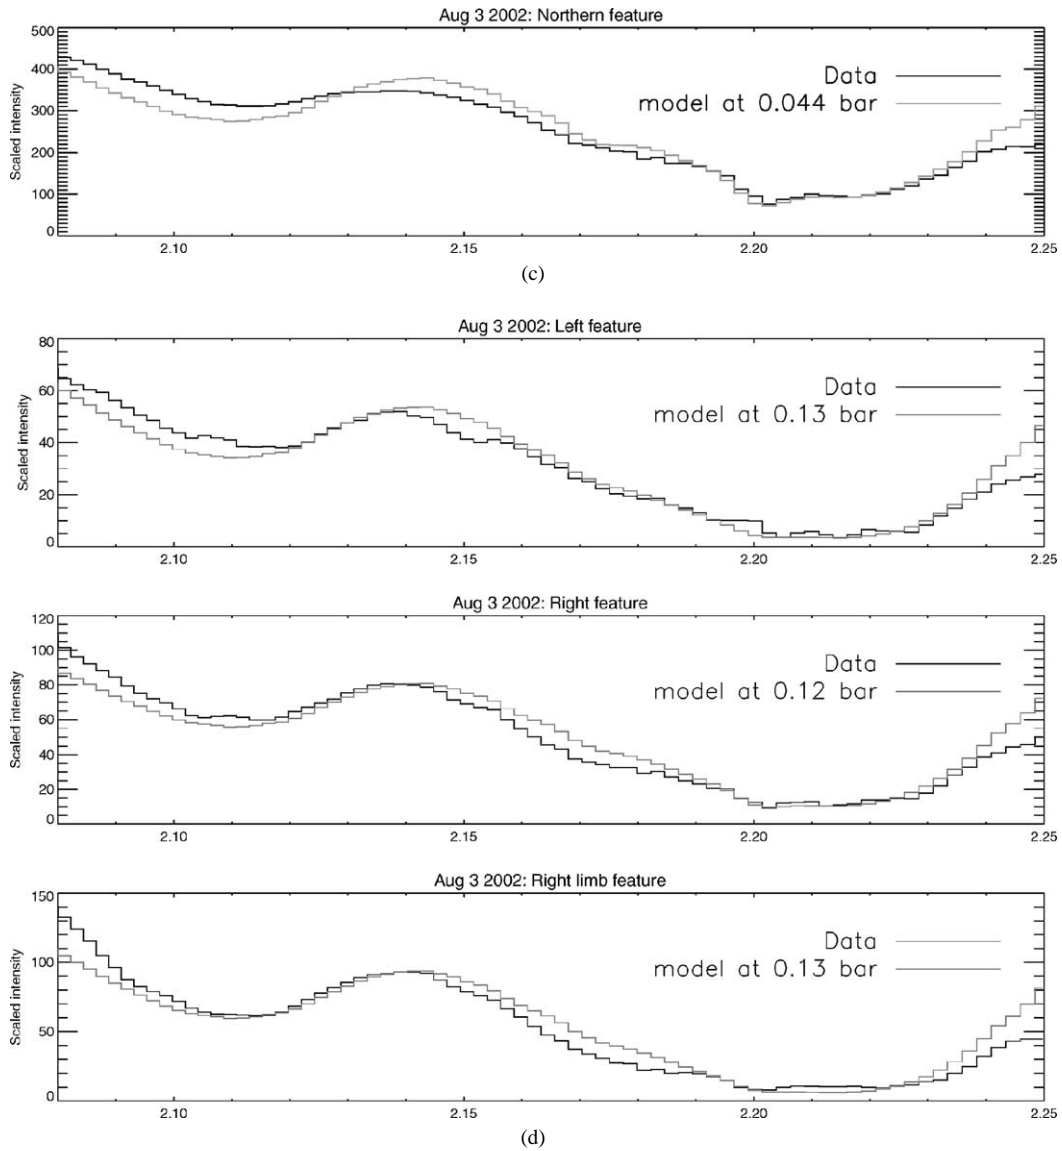 Aug 3 2002: Northern feature
500
400
300
200
100
0
Scaled intensity
Data
model at 0.044 bar
2.10 2.15 2.20 2.25
(c)
Aug 3 2002: Left feature
80
60
40
20
0
Scaled intensity
Data
model at 0.13 bar
2.10 2.15 2.20 2.25
Aug 3 2002: Right feature
120
100
80
60
40
20
0
Scaled intensity
Data
model at 0.12 bar
2.10 2.15 2.20 2.25
Aug 3 2002: Right limb feature
150
100
50
0
Scaled intensity
Data
model at 0.13 bar
2.10 2.15 2.20 2.25
(d)